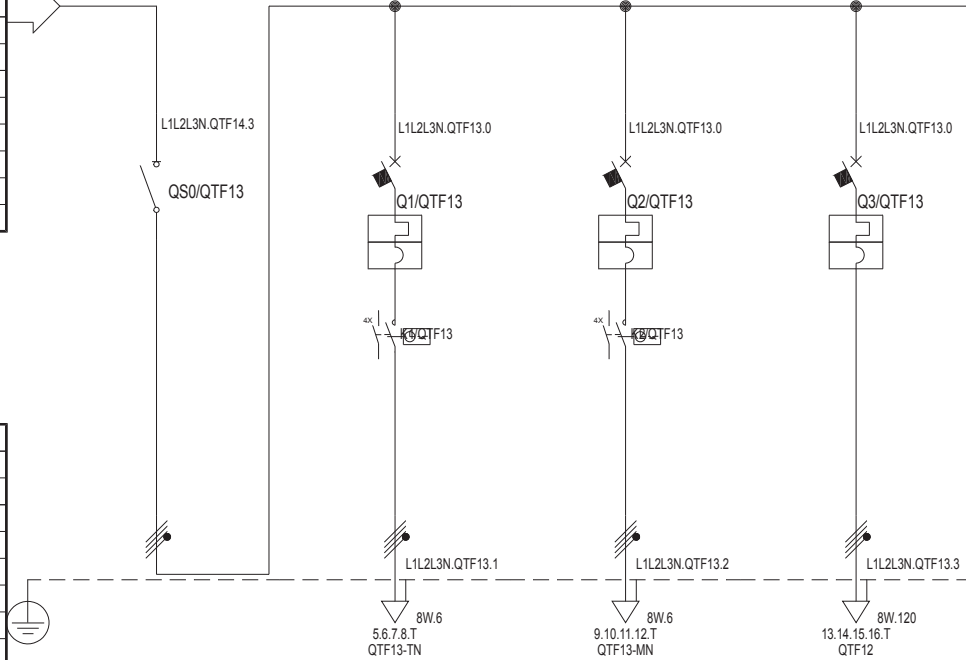 L1L2L3N.QTF14.3
L1L2L3N.QTF13.0
L1L2L3N.QTF13.0
L1L2L3N.QTF13.0
QS0/QTF13
Q1/QTF13
Q2/QTF13
Q3/QTF13
4X
K1/QTF13
4X
K2/QTF13
L1L2L3N.QTF13.1
L1L2L3N.QTF13.2
L1L2L3N.QTF13.3
8W.6
8W.6
8W.120
5.6.7.8.T
QTF13-TN
9.10.11.12.T
QTF13-MN
13.14.15.16.T
QTF12